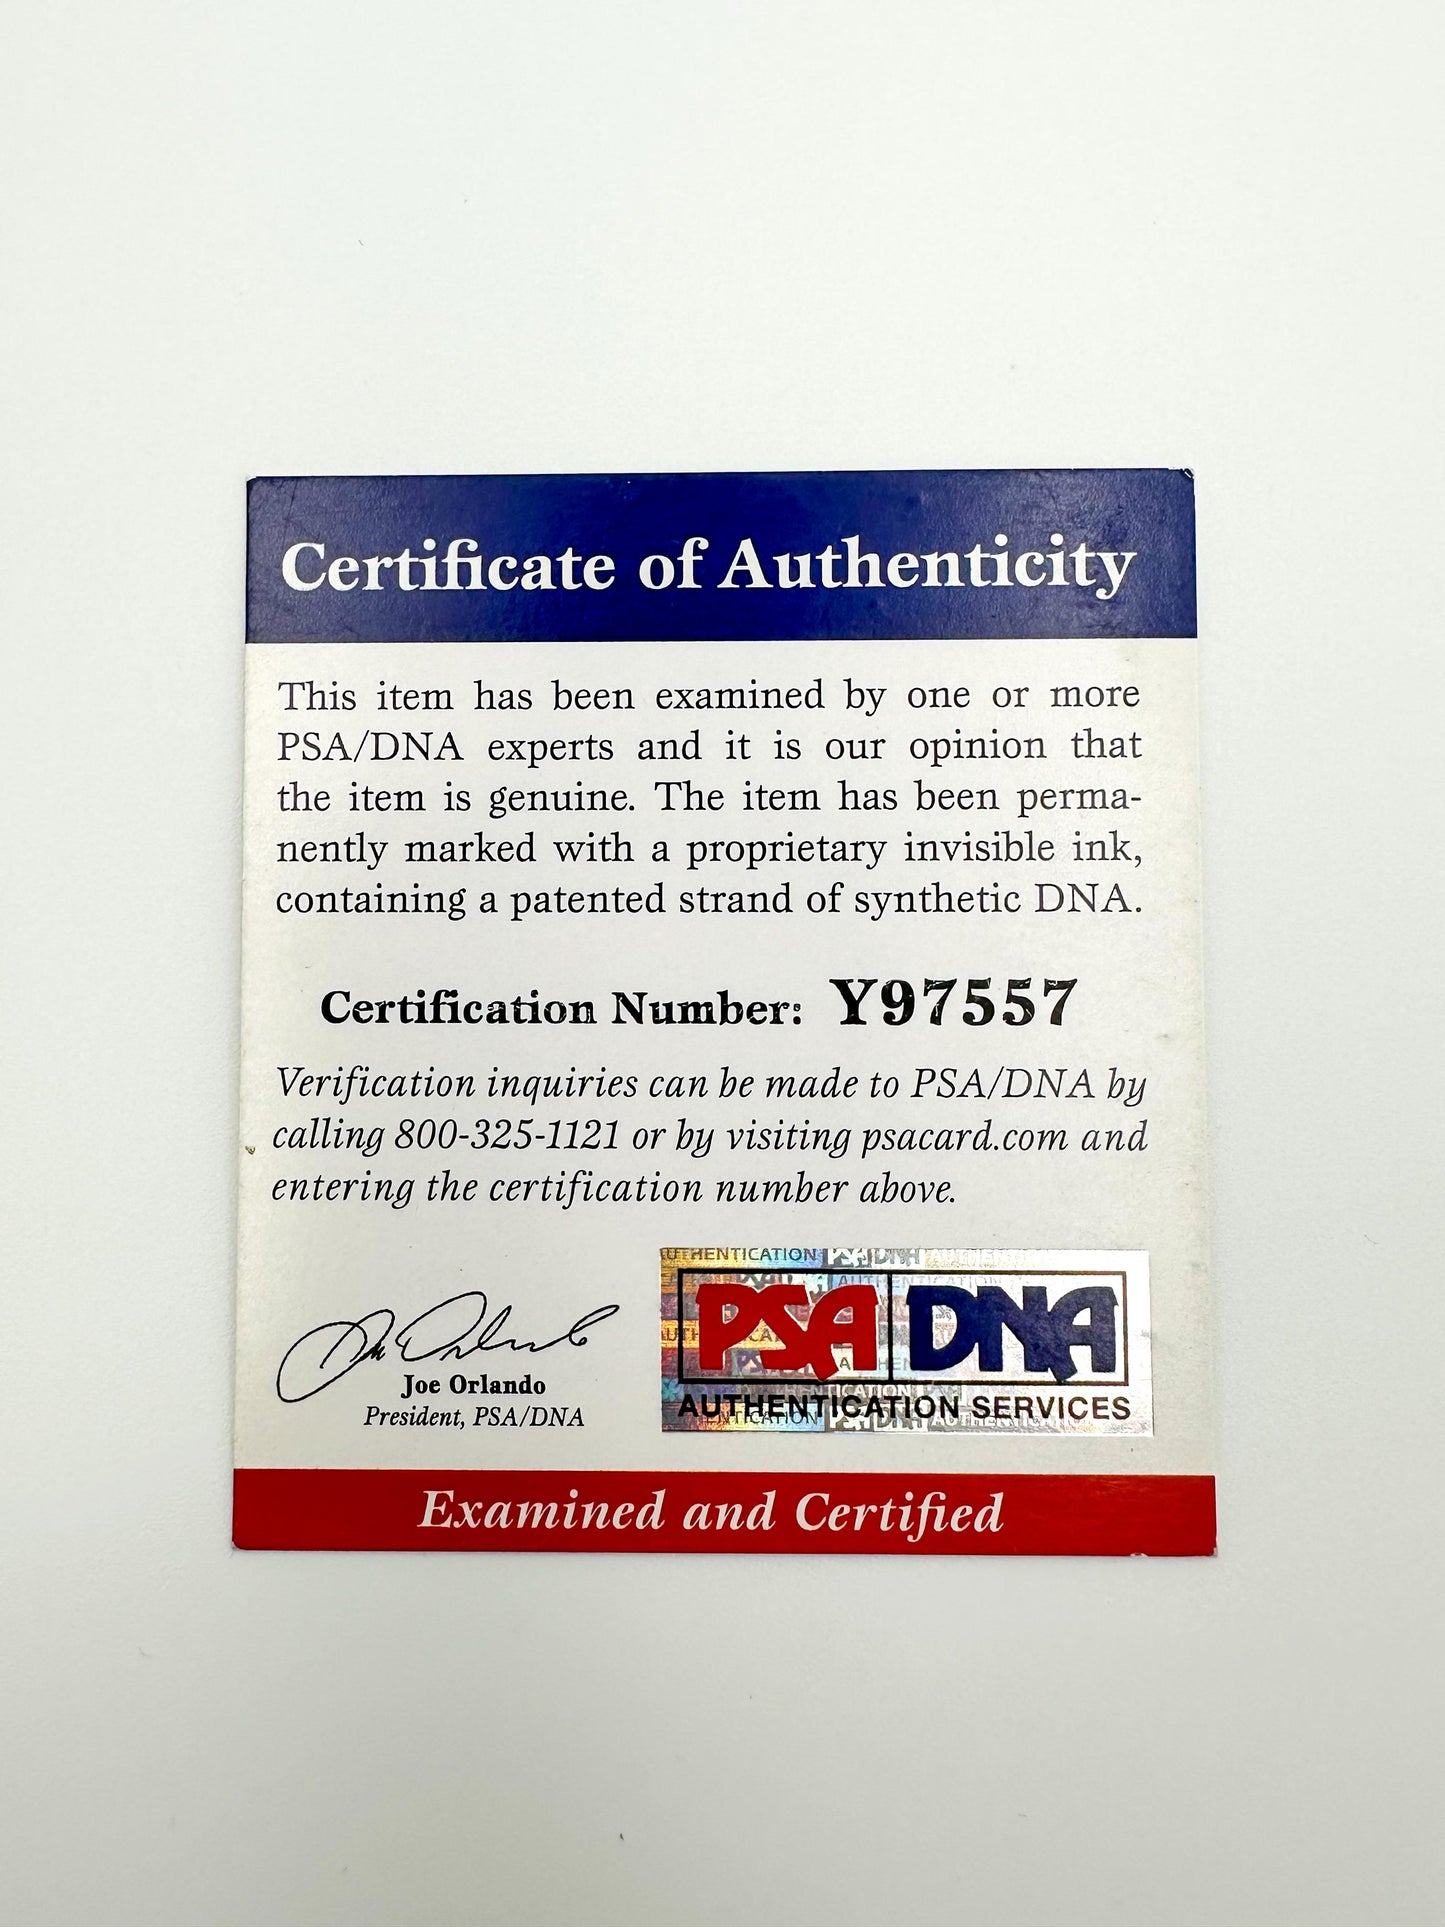 Certificate of Authenticity
This item has been examined by one or more
PSA/DNA experts and it is our opinion that
the item is genuine. The item has been perma-
nently marked with a proprietary invisible ink,
containing a patented strand of synthetic DNA.
Certification Number: Y97557
Verification inquiries can be made to PSA/DNA by
calling 800-325-1121 or by visiting psacard.com and
entering the certification number above.
Joe Orlando
President, PSA/DNA
PSA DNA
AUTHENTICATION SERVICES
Examined and Certified